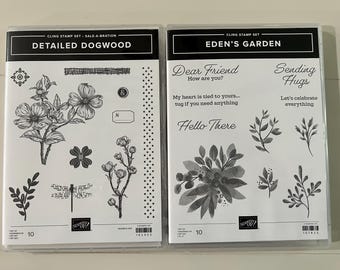 CLING STAMP SET • SALE-A-BRATION
DETAILED DOGWOOD
N
10
CLING STAMP SET
EDEN'S GARDEN
Dear Friend
How are you?
Sending
Hugs
My heart is tied to yours...
tug if you need anything
Let's celebrate
everything
Hello There
10